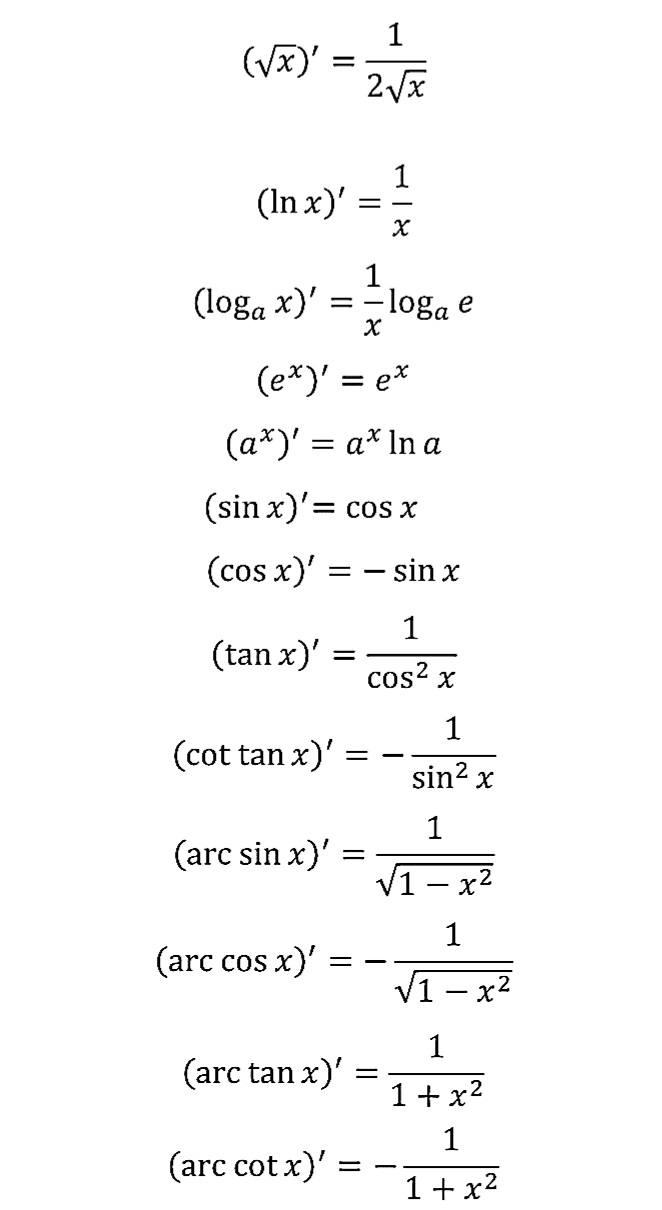 (√x)′ = 1/(2√x)
(ln x)′ = 1/x
(logₐ x)′ = 1/x logₐ e
(eˣ)′ = eˣ
(aˣ)′ = aˣ ln a
(sin x)′= cos x
(cos x)′ = − sin x
(tan x)′ = 1/cos² x
(cot tan x)′ = − 1/sin² x
(arc sin x)′ = 1/√(1 − x²)
(arc cos x)′ = − 1/√(1 − x²)
(arc tan x)′ = 1/(1 + x²)
(arc cot x)′ = − 1/(1 + x²)